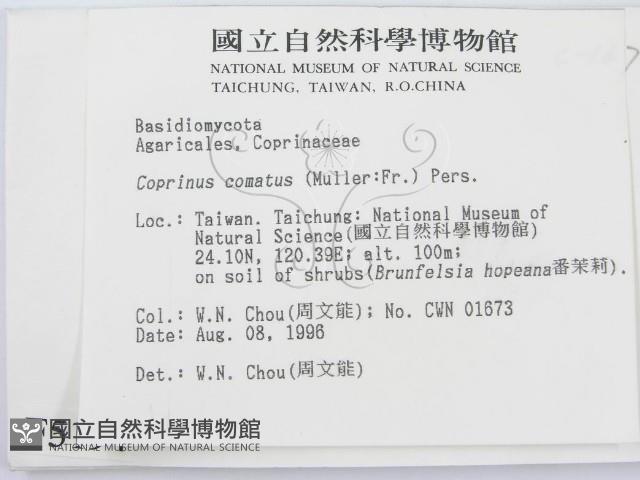 國立自然科學博物館
NATIONAL MUSEUM OF NATURAL SCIENCE
TAICHUNG, TAIWAN, R.O.CHINA
Basidiomycota
Agaricales, Coprinaceae
Coprinus comatus (Muller:Fr.) Pers.
Loc.: Taiwan. Taichung: National Museum of
Natural Science(國立自然科學博物館)
24.10N, 120.39E; alt. 100m;
on soil of shrubs(Brunfelsia hopeana番茉莉).
Col.: W.N. Chou(周文能); No. CWN 01673
Date: Aug. 08, 1996
Det.: W.N. Chou(周文能)
國立自然科學博物館
NATIONAL MUSEUM OF NATURAL SCIENCE